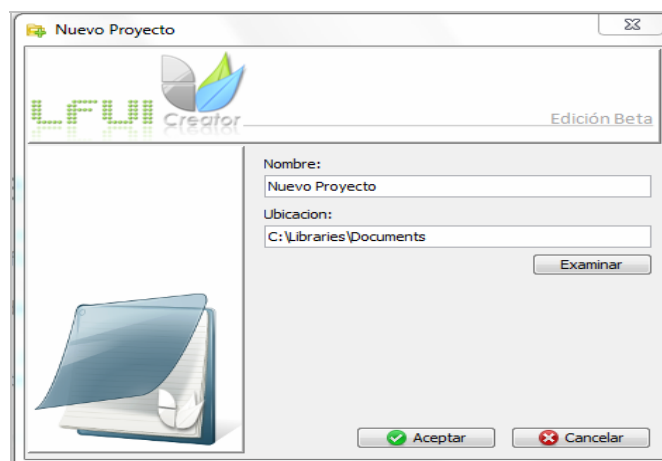 Nuevo Proyecto
LFUI Creator
Edición Beta
Nombre:
Nuevo Proyecto
Ubicacion:
C:\Libraries\Documents
Examinar
Aceptar
Cancelar